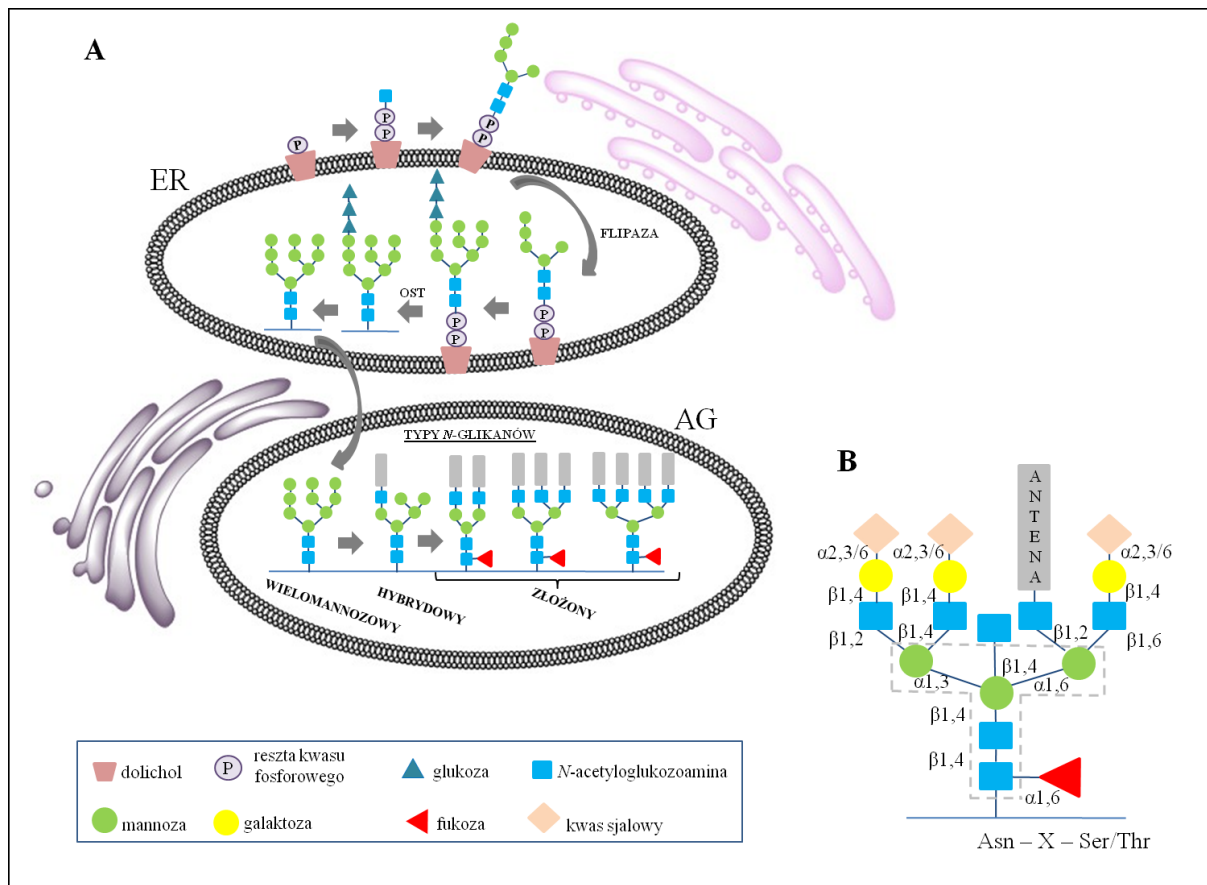 A
P
P
P
P
P
ER
FLIPAZA
OST
P
P
P
P
AG
TYPY N-GLIKANÓW
WIELOMANNOZOWY
HYBRYDOWY
ZŁOŻONY
dolichol
P
reszta kwasu
fosforowego
glukoza
N-acetyloglukozoamina
mannoza
galaktoza
fukoza
kwas sjalowy
B
ANTENA
α2,3/6
α2,3/6
α2,3/6
β1,4
β1,4
β1,4
β1,2
β1,4
β1,2
β1,6
β1,4
α1,3
α1,6
β1,4
β1,4
α1,6
Asn – X – Ser/Thr